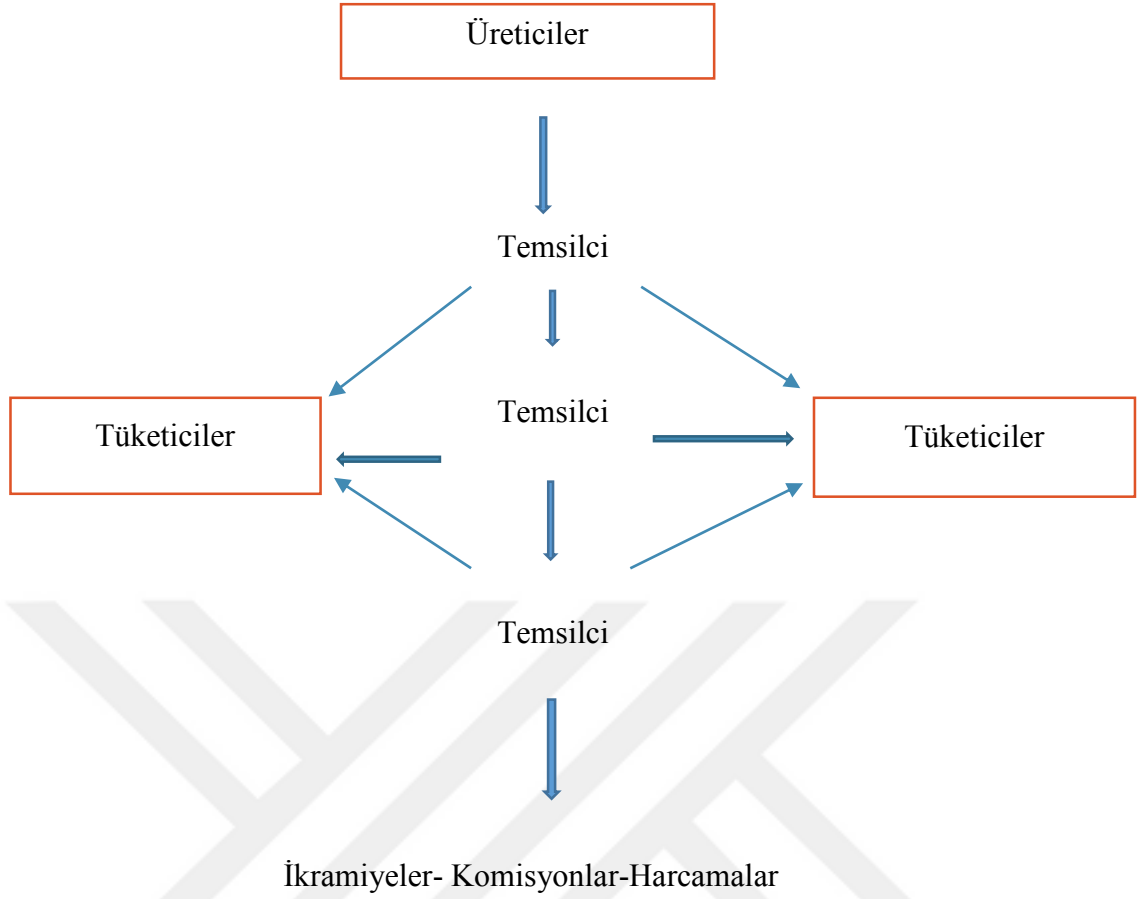 Üreticiler
Temsilci
Temsilci
Tüketiciler
Tüketiciler
Temsilci
İkramiyeler- Komisyonlar-Harcamalar